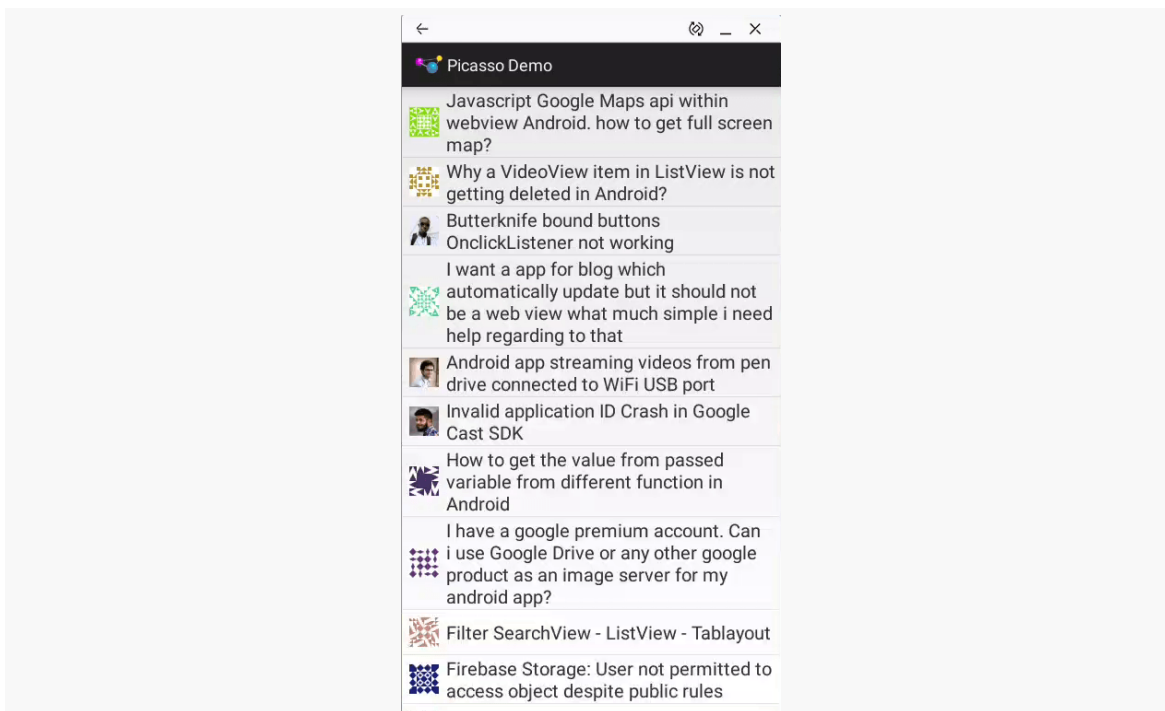 Picasso Demo
Javascript Google Maps api within
webview Android. how to get full screen
map?
Why a VideoView item in ListView is not
getting deleted in Android?
Butterknife bound buttons
OnclickListener not working
I want a app for blog which
automatically update but it should not
be a web view what much simple i need
help regarding to that
Android app streaming videos from pen
drive connected to WiFi USB port
Invalid application ID Crash in Google
Cast SDK
How to get the value from passed
variable from different function in
Android
I have a google premium account. Can
i use Google Drive or any other google
product as an image server for my
android app?
Filter SearchView - ListView - Tablayout
Firebase Storage: User not permitted to
access object despite public rules